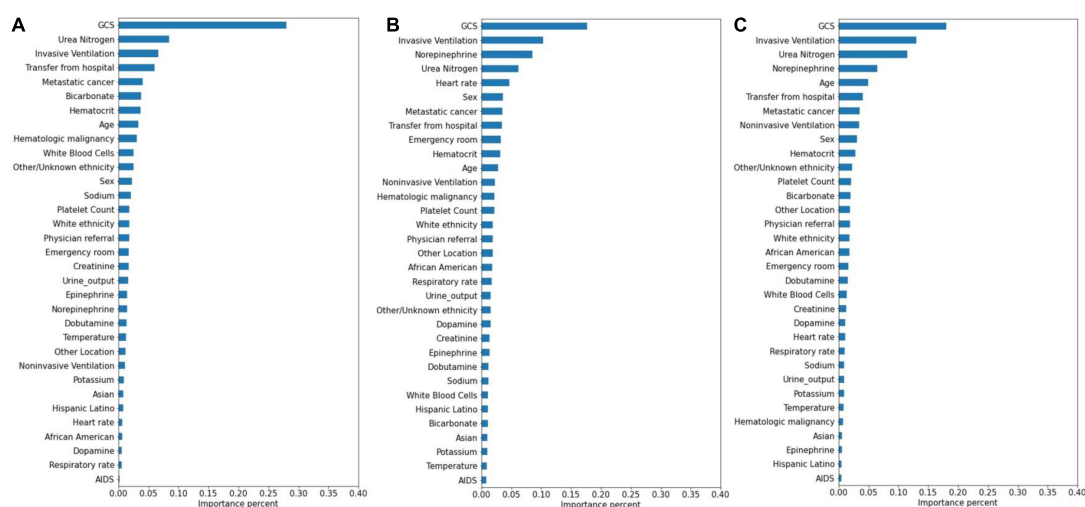 A
GCS
Urea Nitrogen
Invasive Ventilation
Transfer from hospital
Metastatic cancer
Bicarbonate
Hematocrit
Age
Hematologic malignancy
White Blood Cells
Other/Unknown ethnicity
Sex
Sodium
Platelet Count
White ethnicity
Physician referral
Emergency room
Creatinine
Urine_output
Epinephrine
Norepinephrine
Dobutamine
Temperature
Other Location
Noninvasive Ventilation
Potassium
Asian
Hispanic Latino
Heart rate
African American
Dopamine
Respiratory rate
AIDS
0.00 0.05 0.10 0.15 0.20 0.25 0.30 0.35 0.40
Importance percent
B
GCS
Invasive Ventilation
Norepinephrine
Urea Nitrogen
Heart rate
Sex
Metastatic cancer
Transfer from hospital
Emergency room
Hematocrit
Age
Noninvasive Ventilation
Hematologic malignancy
Platelet Count
White ethnicity
Physician referral
Other Location
African American
Respiratory rate
Urine_output
Other/Unknown ethnicity
Dopamine
Creatinine
Epinephrine
Dobutamine
Sodium
White Blood Cells
Hispanic Latino
Bicarbonate
Asian
Potassium
Temperature
AIDS
0.00 0.05 0.10 0.15 0.20 0.25 0.30 0.35 0.40
Importance percent
C
GCS
Invasive Ventilation
Urea Nitrogen
Norepinephrine
Age
Transfer from hospital
Metastatic cancer
Noninvasive Ventilation
Sex
Hematocrit
Other/Unknown ethnicity
Platelet Count
Bicarbonate
Other Location
Physician referral
White ethnicity
African American
Emergency room
Dobutamine
White Blood Cells
Creatinine
Dopamine
Heart rate
Respiratory rate
Sodium
Urine_output
Potassium
Temperature
Hematologic malignancy
Asian
Epinephrine
Hispanic Latino
AIDS
0.00 0.05 0.10 0.15 0.20 0.25 0.30 0.35 0.40
Importance percent